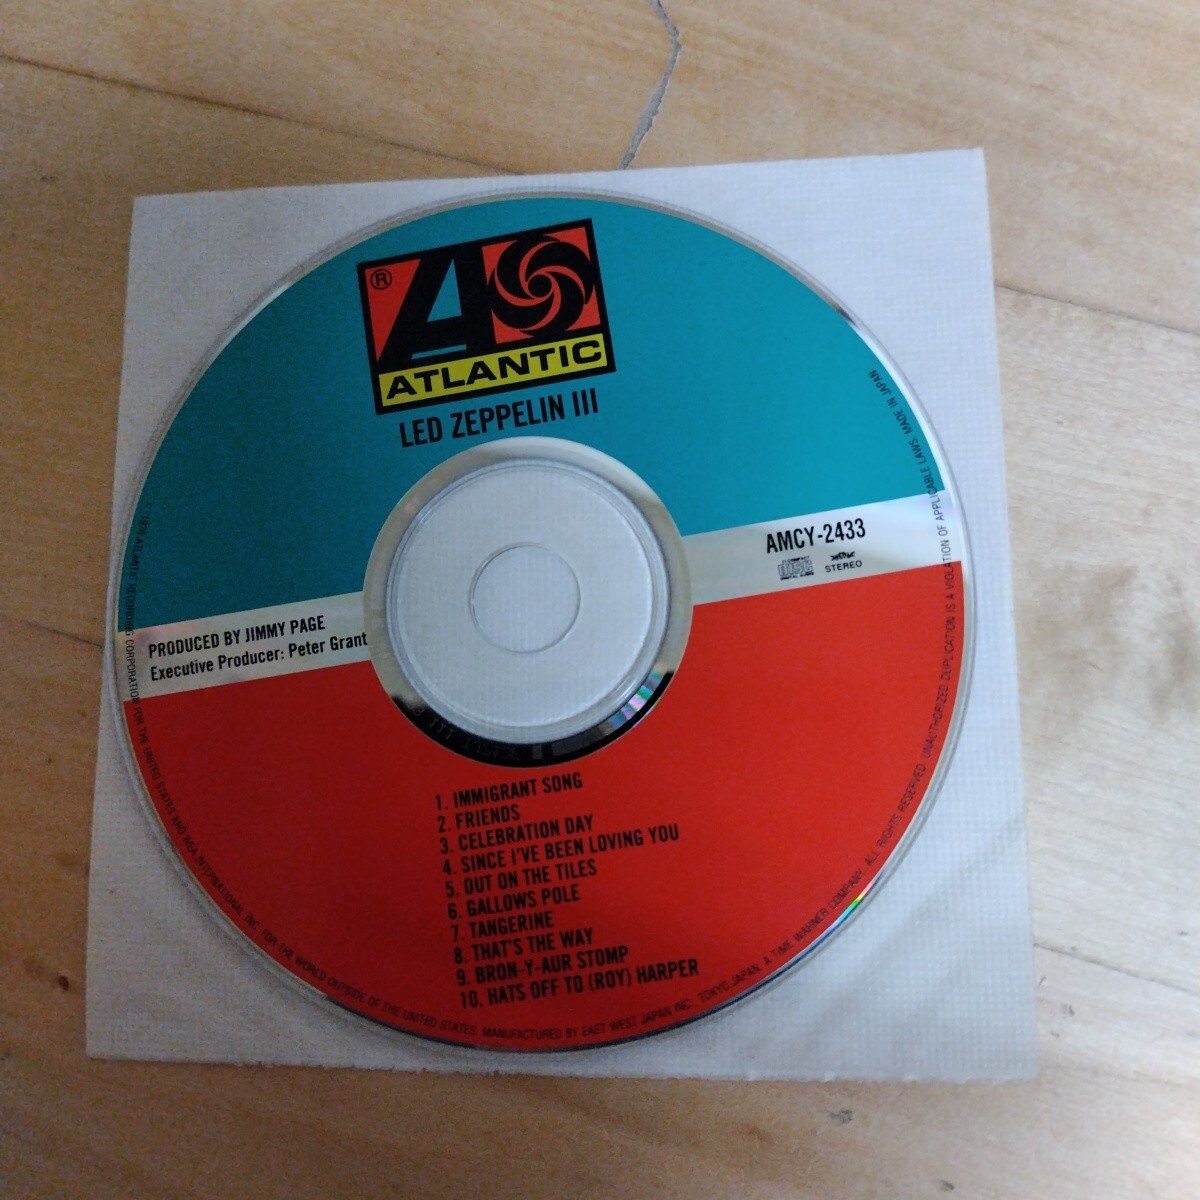 ®
ATLANTIC
LED ZEPPELIN III
AMCY-2433
COMPACT
disc
DIGITAL AUDIO
STEREO
PRODUCED BY JIMMY PAGE
Executive Producer: Peter Grant
1. IMMIGRANT SONG
2. FRIENDS
3. CELEBRATION DAY
4. SINCE I'VE BEEN LOVING YOU
5. OUT ON THE TILES
6. GALLOWS POLE
7. TANGERINE
8. THAT'S THE WAY
9. BRON-Y-AUR STOMP
10. HATS OFF TO (ROY) HARPER
ATLANTIC RECORDING CORPORATION FOR THE UNITED STATES AND WEA INTERNATIONAL INC. FOR THE WORLD OUTSIDE OF THE UNITED STATES. MANUFACTURED BY EAST WEST JAPAN INC. TOKYO, JAPAN. A TIME WARNER COMPANY. ALL RIGHTS RESERVED. UNAUTHORIZED DUPLICATION IS A VIOLATION OF APPLICABLE LAWS. MADE IN JAPAN.